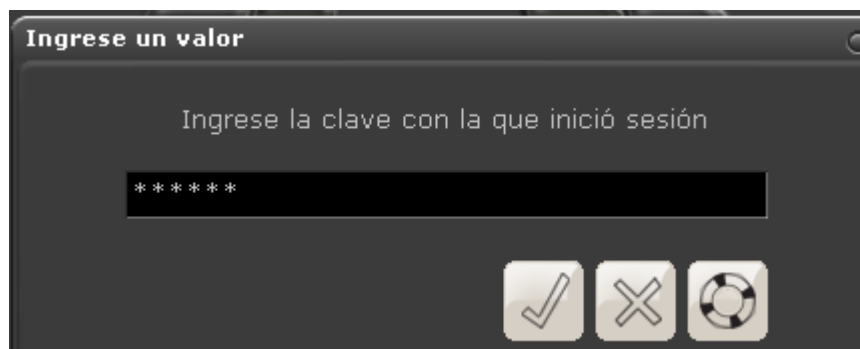 Ingrese un valor
Ingrese la clave con la que inició sesión
******